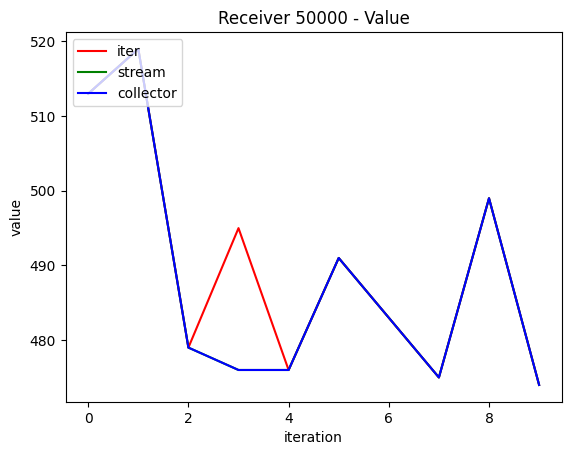 Receiver 50000 - Value
iter
stream
collector
520
510
500
490
480
value
0 2 4 6 8
iteration